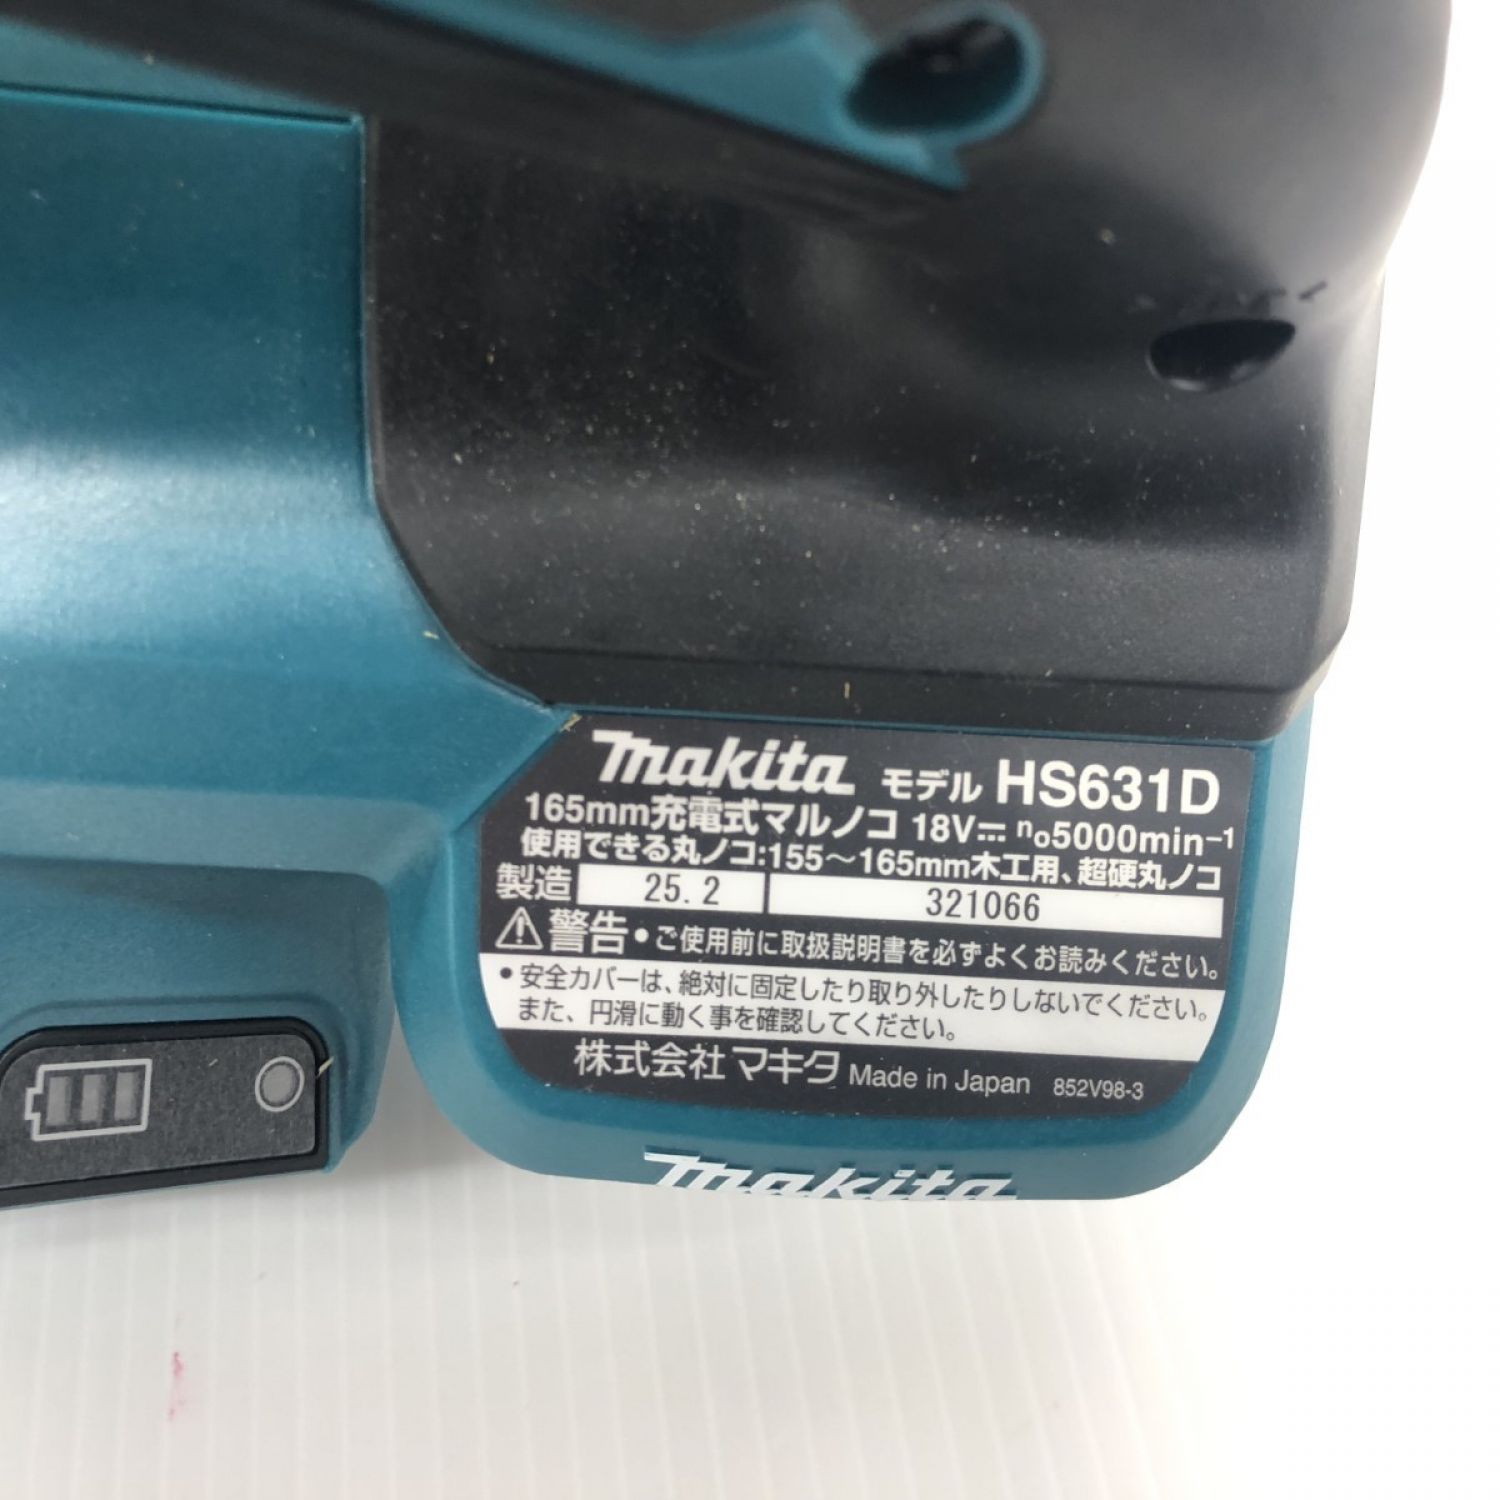 makita モデル HS631D
165mm充電式マルノコ 18V⎓ n₀5000min⁻¹
使用できる丸ノコ:155～165mm木工用、超硬丸ノコ
製造 25.2 321066
⚠警告 •ご使用前に取扱説明書を必ずよくお読みください。
•安全カバーは、絶対に固定したり取り外したりしないでください。
また、円滑に動く事を確認してください。
株式会社マキタ Made in Japan 852V98-3
makita